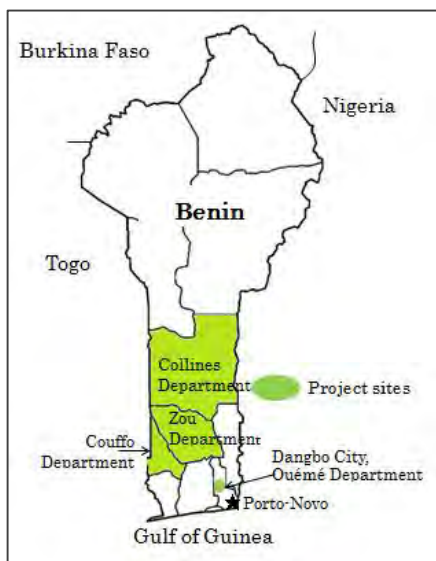 Burkina Faso
Nigeria
Benin
Togo
Collines
Department
Project sites
Zou
Department
Couffo
Department
Dangbo City,
Ouémé Department
Porto-Novo
Gulf of Guinea